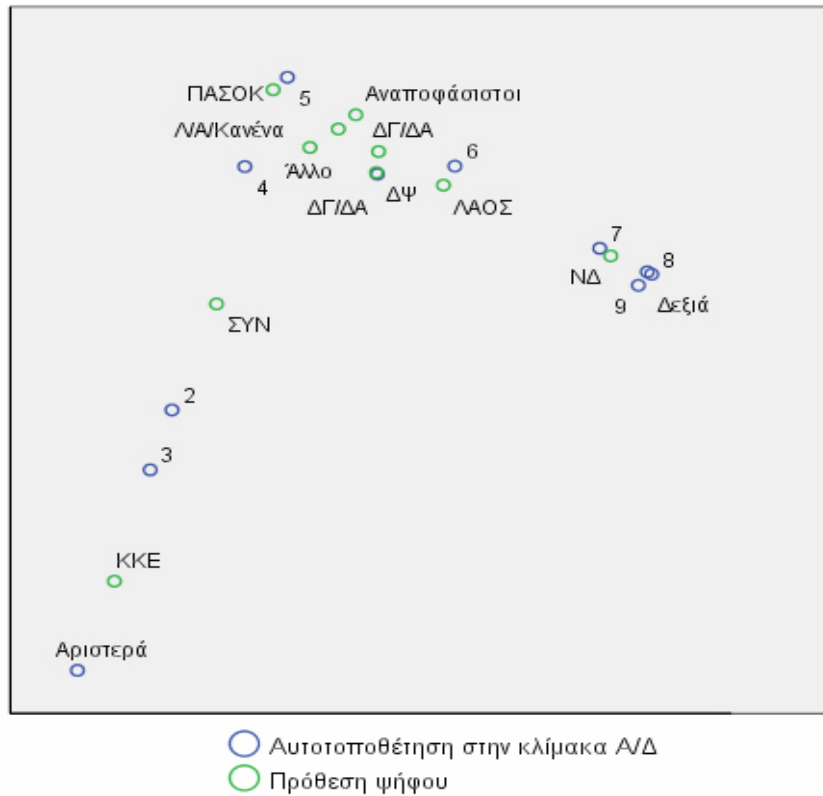 ΠΑΣΟΚ
5
Αναποφάσιστοι
Λ/Α/Κανένα
ΔΓ/ΔΑ
Άλλο
4
ΔΓ/ΔΑ
ΔΨ
6
ΛΑΟΣ
7
ΝΔ
8
9
Δεξιά
ΣΥΝ
2
3
ΚΚΕ
Αριστερά
Αυτοτοποθέτηση στην κλίμακα Α/Δ
Πρόθεση ψήφου